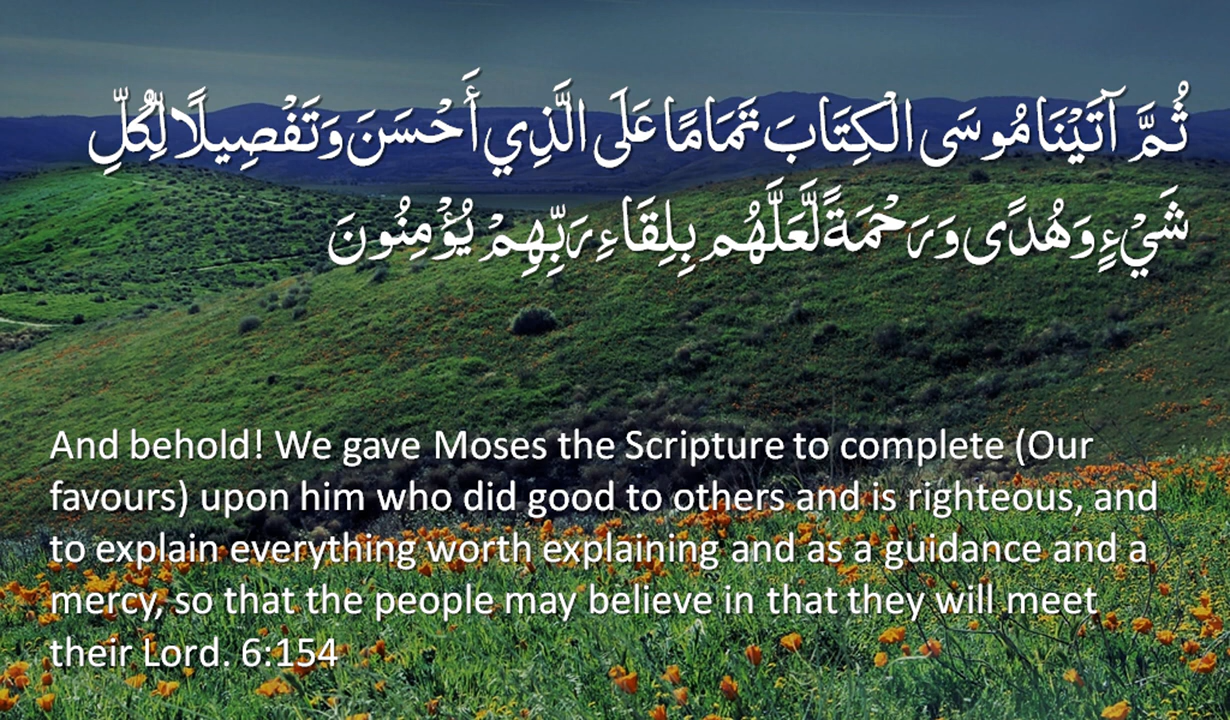 ثُمَّ آتَيْنَا مُوسَى الْكِتَابَ تَمَامًا عَلَى الَّذِي أَحْسَنَ وَتَفْصِيلًا لِّكُلِّ
شَيْءٍ وَهُدًى وَرَحْمَةً لَّعَلَّهُم بِلِقَاءِ رَبِّهِمْ يُؤْمِنُونَ
And behold! We gave Moses the Scripture to complete (Our
favours) upon him who did good to others and is righteous, and
to explain everything worth explaining and as a guidance and a
mercy, so that the people may believe in that they will meet
their Lord. 6:154